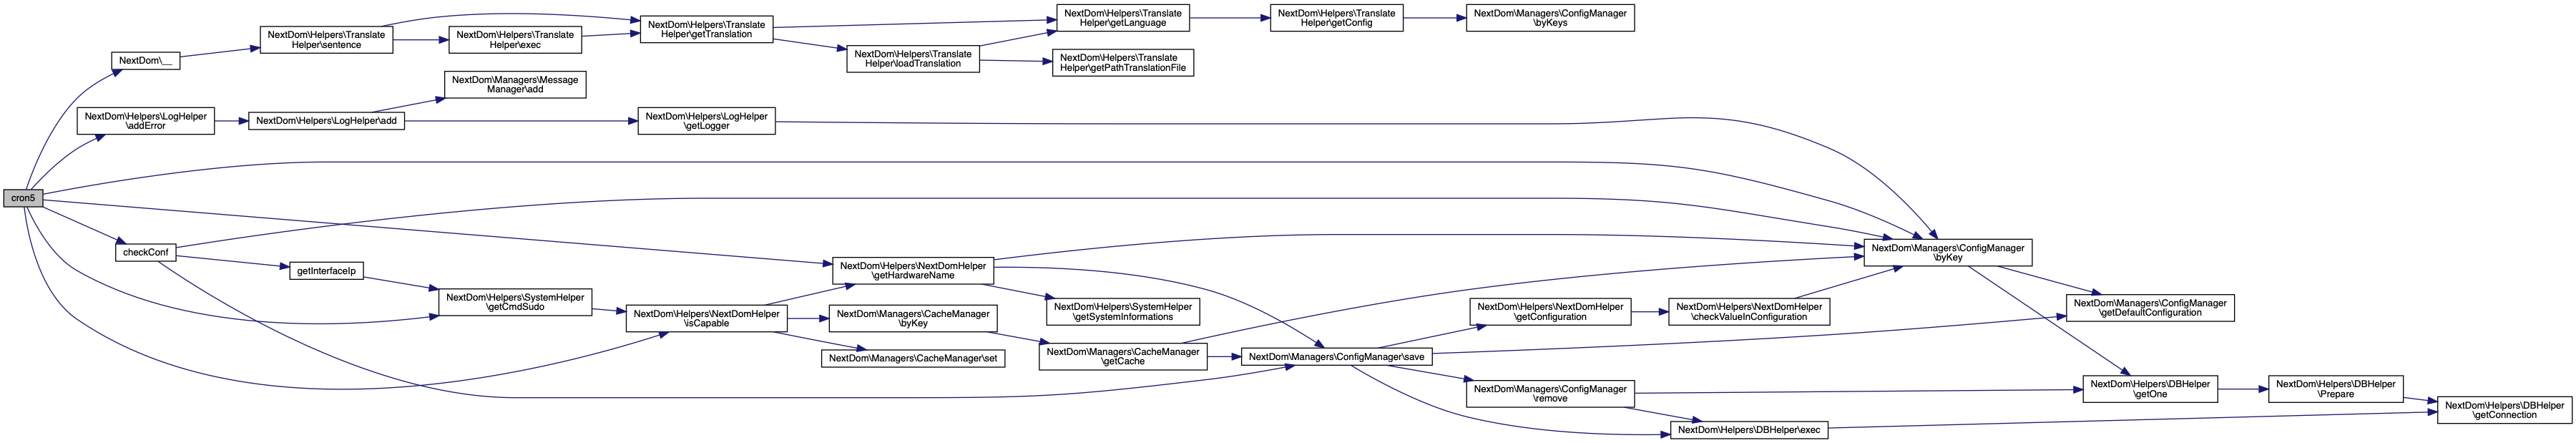 cron5
NextDom\__
NextDom\Helpers\Translate
Helper\sentence
NextDom\Helpers\Translate
Helper\exec
NextDom\Helpers\Translate
Helper\getTranslation
NextDom\Helpers\Translate
Helper\getLanguage
NextDom\Helpers\Translate
Helper\getConfig
NextDom\Managers\ConfigManager
\byKeys
NextDom\Helpers\Translate
Helper\loadTranslation
NextDom\Helpers\Translate
Helper\getPathTranslationFile
NextDom\Managers\Message
Manager\add
NextDom\Helpers\LogHelper
\addError
NextDom\Helpers\LogHelper\add
NextDom\Helpers\LogHelper
\getLogger
checkConf
getInterfaceIp
NextDom\Helpers\SystemHelper
\getCmdSudo
NextDom\Helpers\NextDomHelper
\isCapable
NextDom\Helpers\NextDomHelper
\getHardwareName
NextDom\Managers\CacheManager
\byKey
NextDom\Managers\CacheManager\set
NextDom\Helpers\SystemHelper
\getSystemInformations
NextDom\Managers\CacheManager
\getCache
NextDom\Managers\ConfigManager\save
NextDom\Helpers\NextDomHelper
\getConfiguration
NextDom\Helpers\NextDomHelper
\checkValueInConfiguration
NextDom\Managers\ConfigManager
\remove
NextDom\Helpers\DBHelper\exec
NextDom\Managers\ConfigManager
\byKey
NextDom\Managers\ConfigManager
\getDefaultConfiguration
NextDom\Helpers\DBHelper
\getOne
NextDom\Helpers\DBHelper
\Prepare
NextDom\Helpers\DBHelper
\getConnection